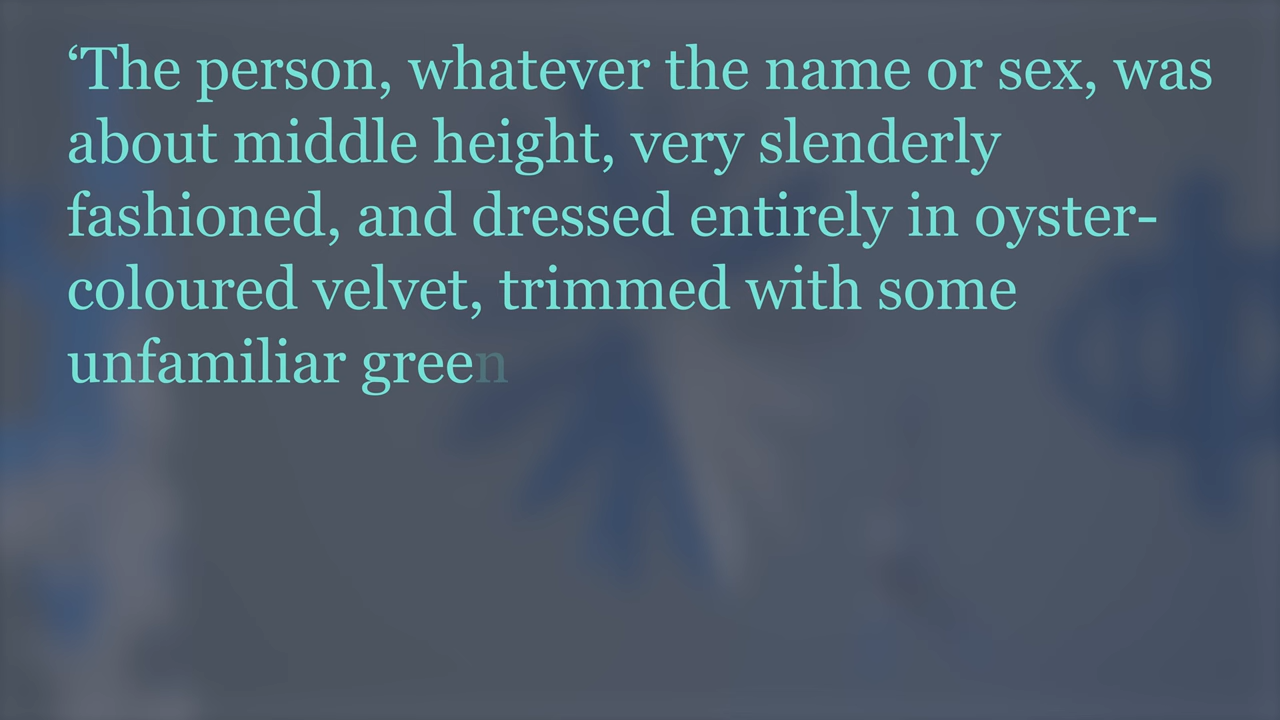 ‘The person, whatever the name or sex, was
about middle height, very slenderly
fashioned, and dressed entirely in oyster-
coloured velvet, trimmed with some
unfamiliar green